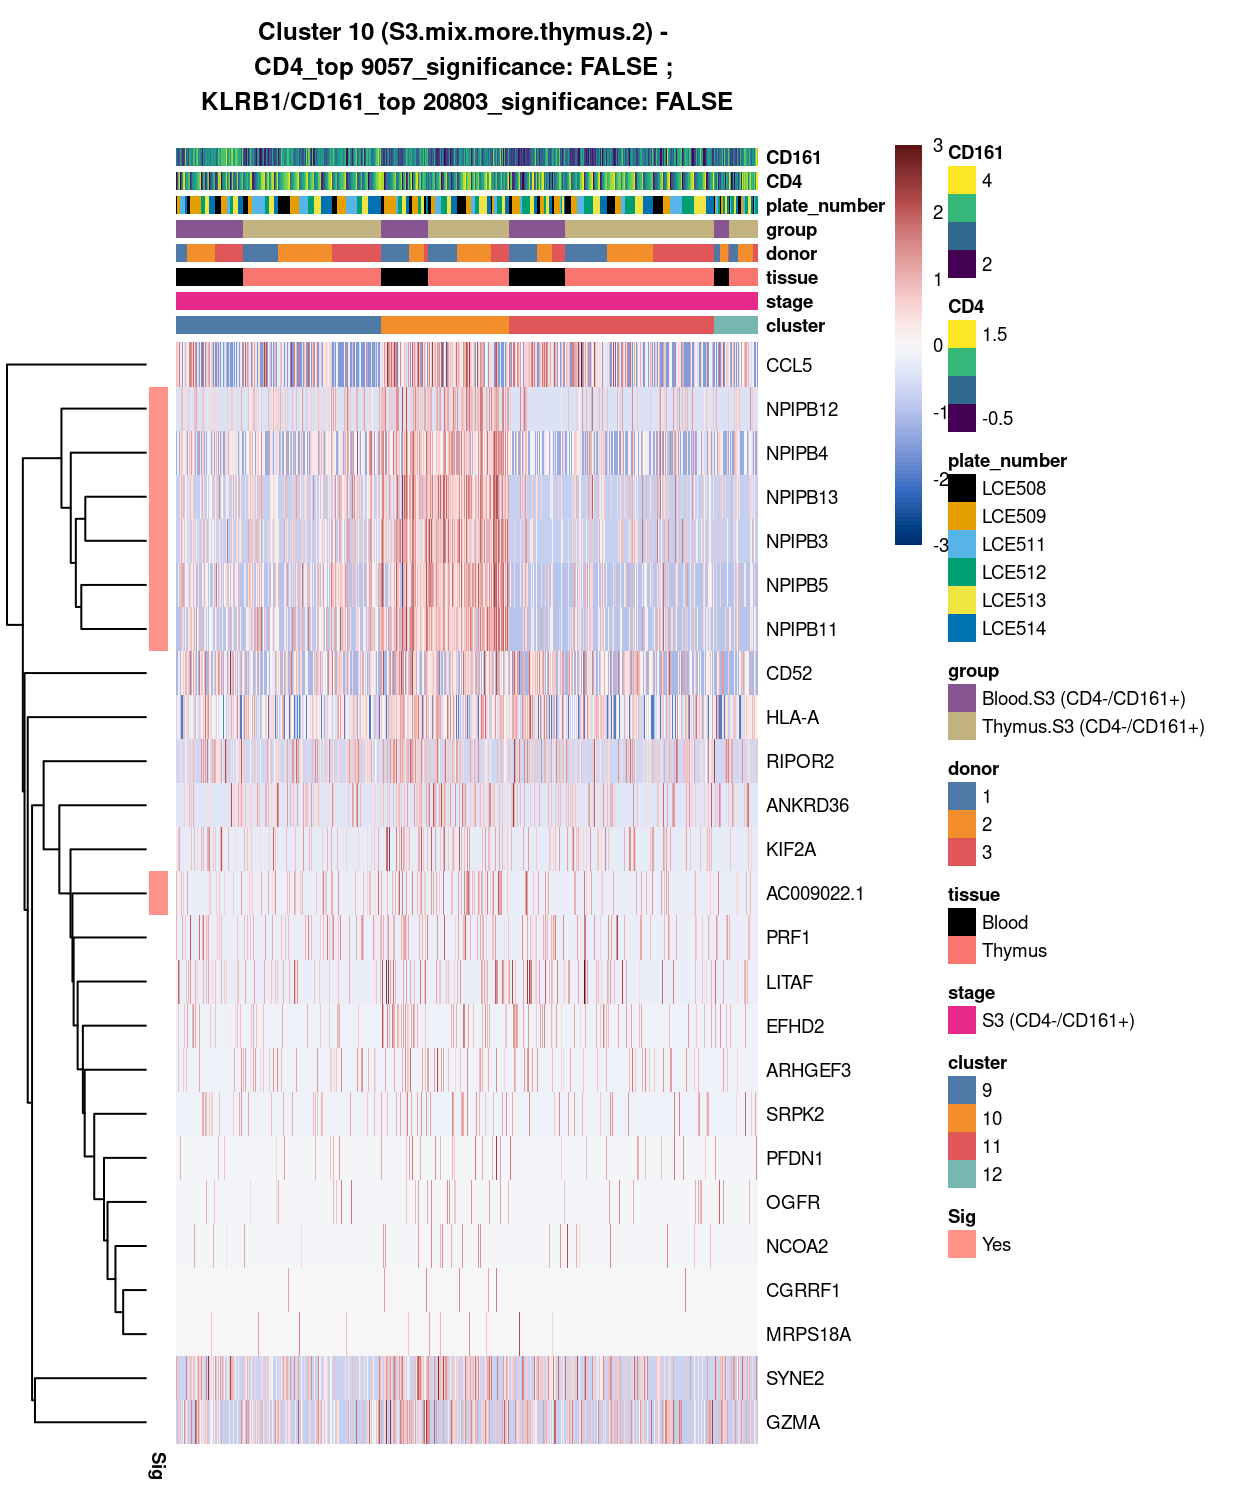 Cluster 10 (S3.mix.more.thymus.2) -
CD4_top 9057_significance: FALSE ;
KLRB1/CD161_top 20803_significance: FALSE
CD161
CD4
plate_number
group
donor
tissue
stage
cluster
CCL5
NPIPB12
NPIPB4
NPIPB13
NPIPB3
NPIPB5
NPIPB11
CD52
HLA-A
RIPOR2
ANKRD36
KIF2A
AC009022.1
PRF1
LITAF
EFHD2
ARHGEF3
SRPK2
PFDN1
OGFR
NCOA2
CGRRF1
MRPS18A
SYNE2
GZMA
Sig
3
2
1
0
-1
-2
-3
CD161
4
2
CD4
1.5
-0.5
plate_number
LCE508
LCE509
LCE511
LCE512
LCE513
LCE514
group
Blood.S3 (CD4-/CD161+)
Thymus.S3 (CD4-/CD161+)
donor
1
2
3
tissue
Blood
Thymus
stage
S3 (CD4-/CD161+)
cluster
9
10
11
12
Sig
Yes